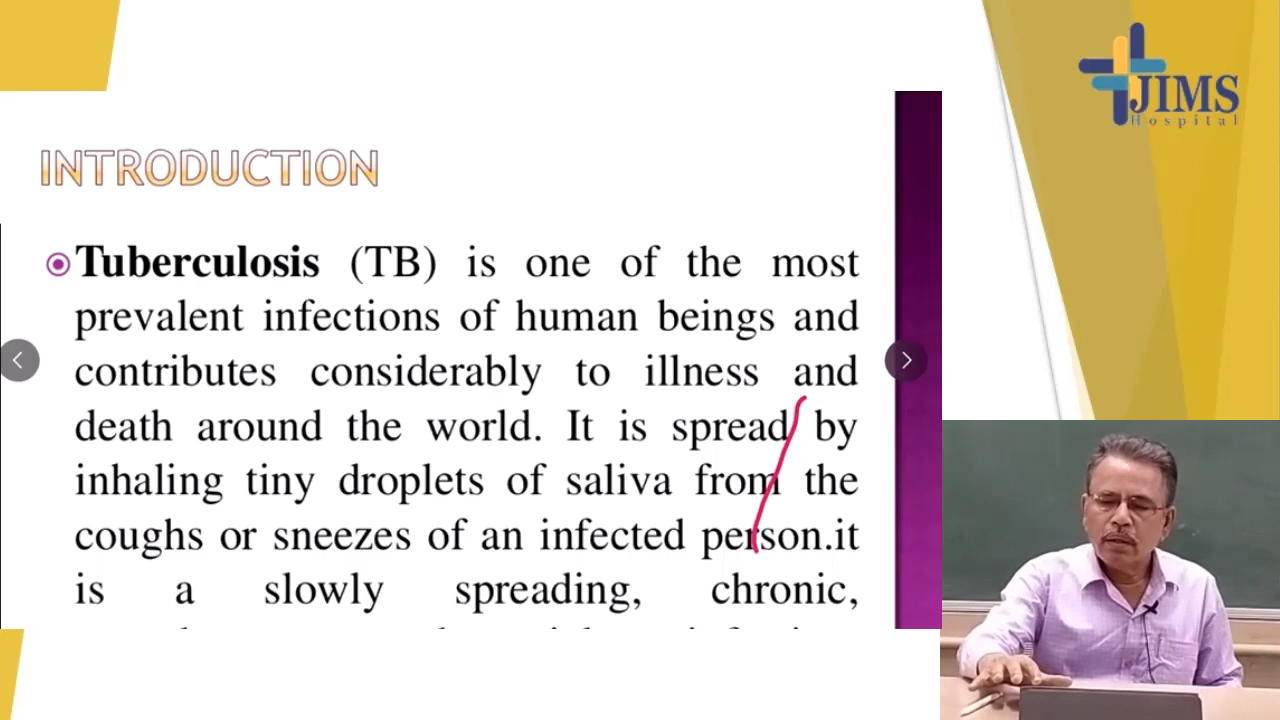 JIMS
Hospital
INTRODUCTION
Tuberculosis (TB) is one of the most
prevalent infections of human beings and
contributes considerably to illness and
death around the world. It is spread by
inhaling tiny droplets of saliva from the
coughs or sneezes of an infected person.it
is a slowly spreading, chronic,